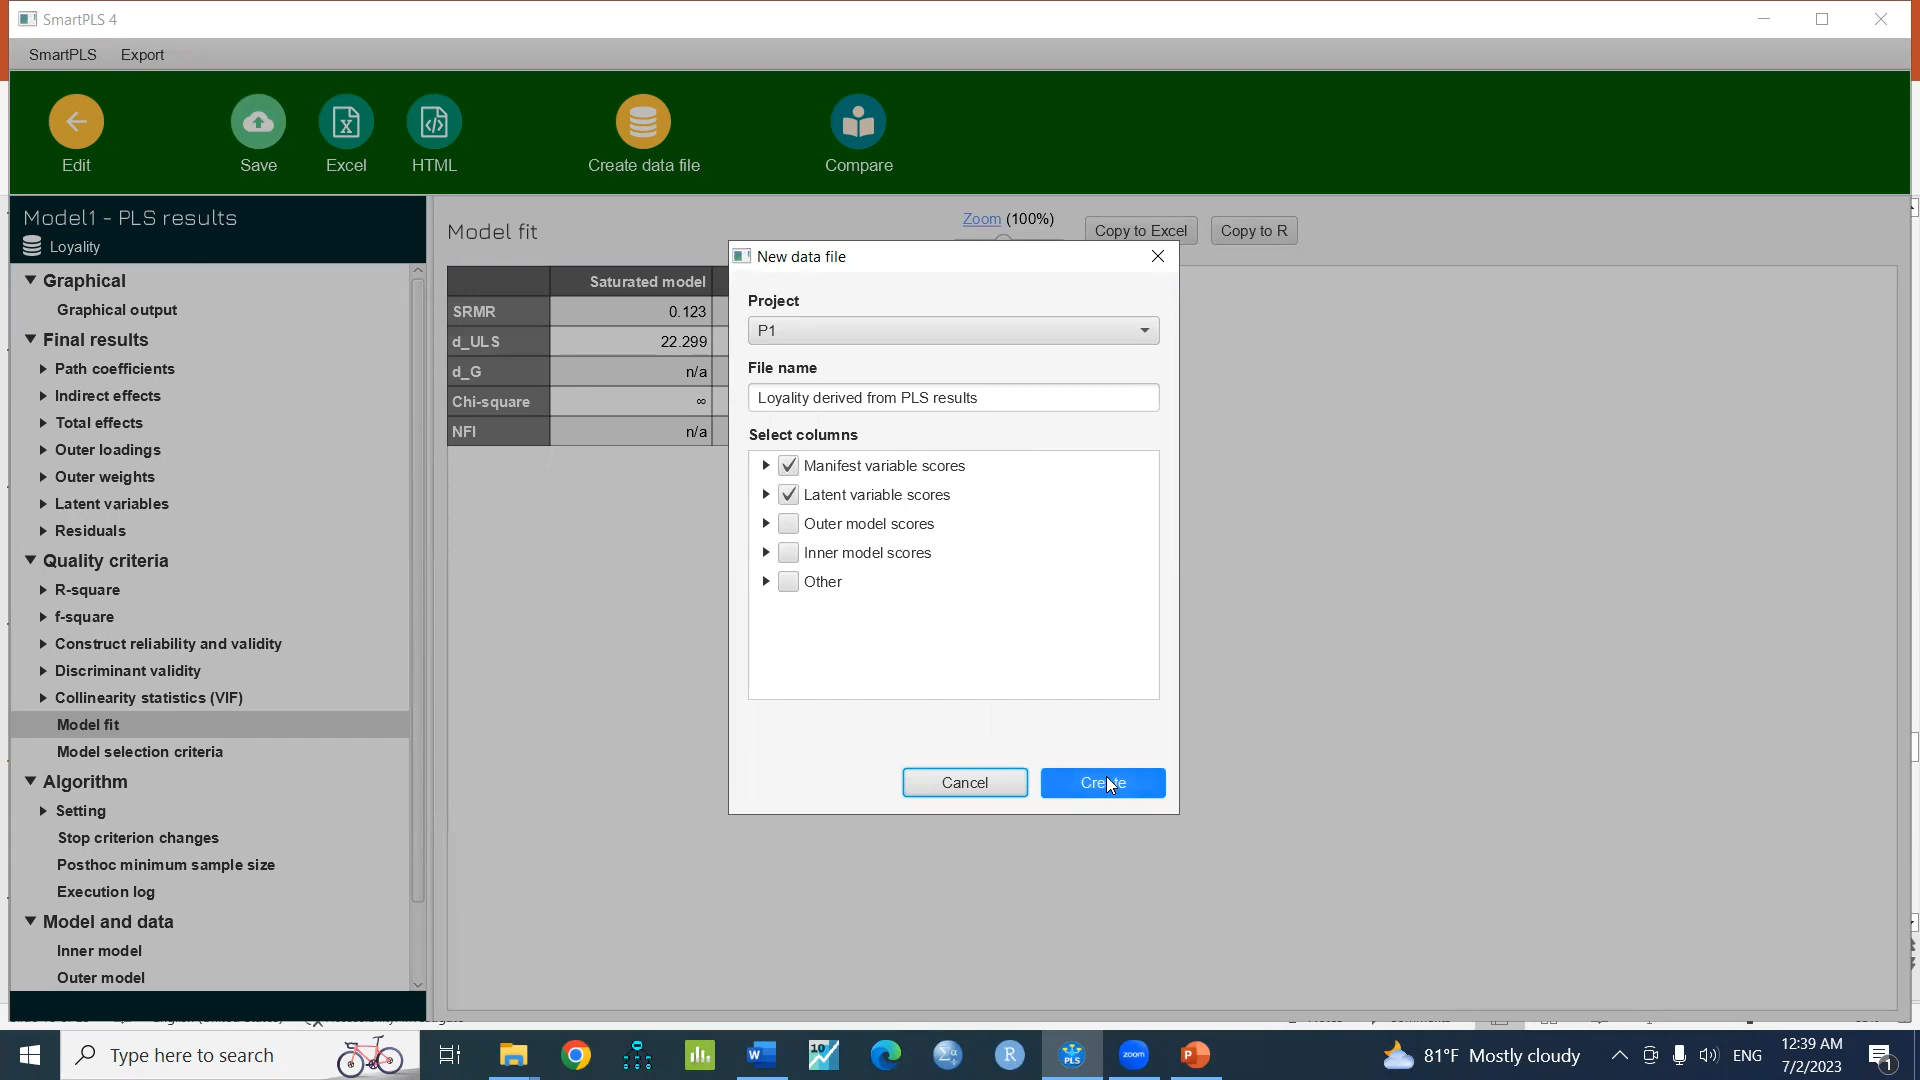 SmartPLS 4
SmartPLS Export
Edit Save Excel HTML Create data file Compare
Model1 - PLS results
Loyality
Graphical
Graphical output
Final results
Path coefficients
Indirect effects
Total effects
Outer loadings
Outer weights
Latent variables
Residuals
Quality criteria
R-square
f-square
Construct reliability and validity
Discriminant validity
Collinearity statistics (VIF)
Model fit
Model selection criteria
Algorithm
Setting
Stop criterion changes
Posthoc minimum sample size
Execution log
Model and data
Inner model
Outer model
Model fit
Zoom (100%)
Copy to Excel Copy to R
Saturated model
SRMR 0.123
d_ULS 22.299
d_G n/a
Chi-square ∞
NFI n/a
New data file
Project
P1
File name
Loyality derived from PLS results
Select columns
Manifest variable scores
Latent variable scores
Outer model scores
Inner model scores
Other
Cancel Create
Type here to search
10
PLS
zoom
81°F Mostly cloudy
ENG
12:39 AM
7/2/2023
1